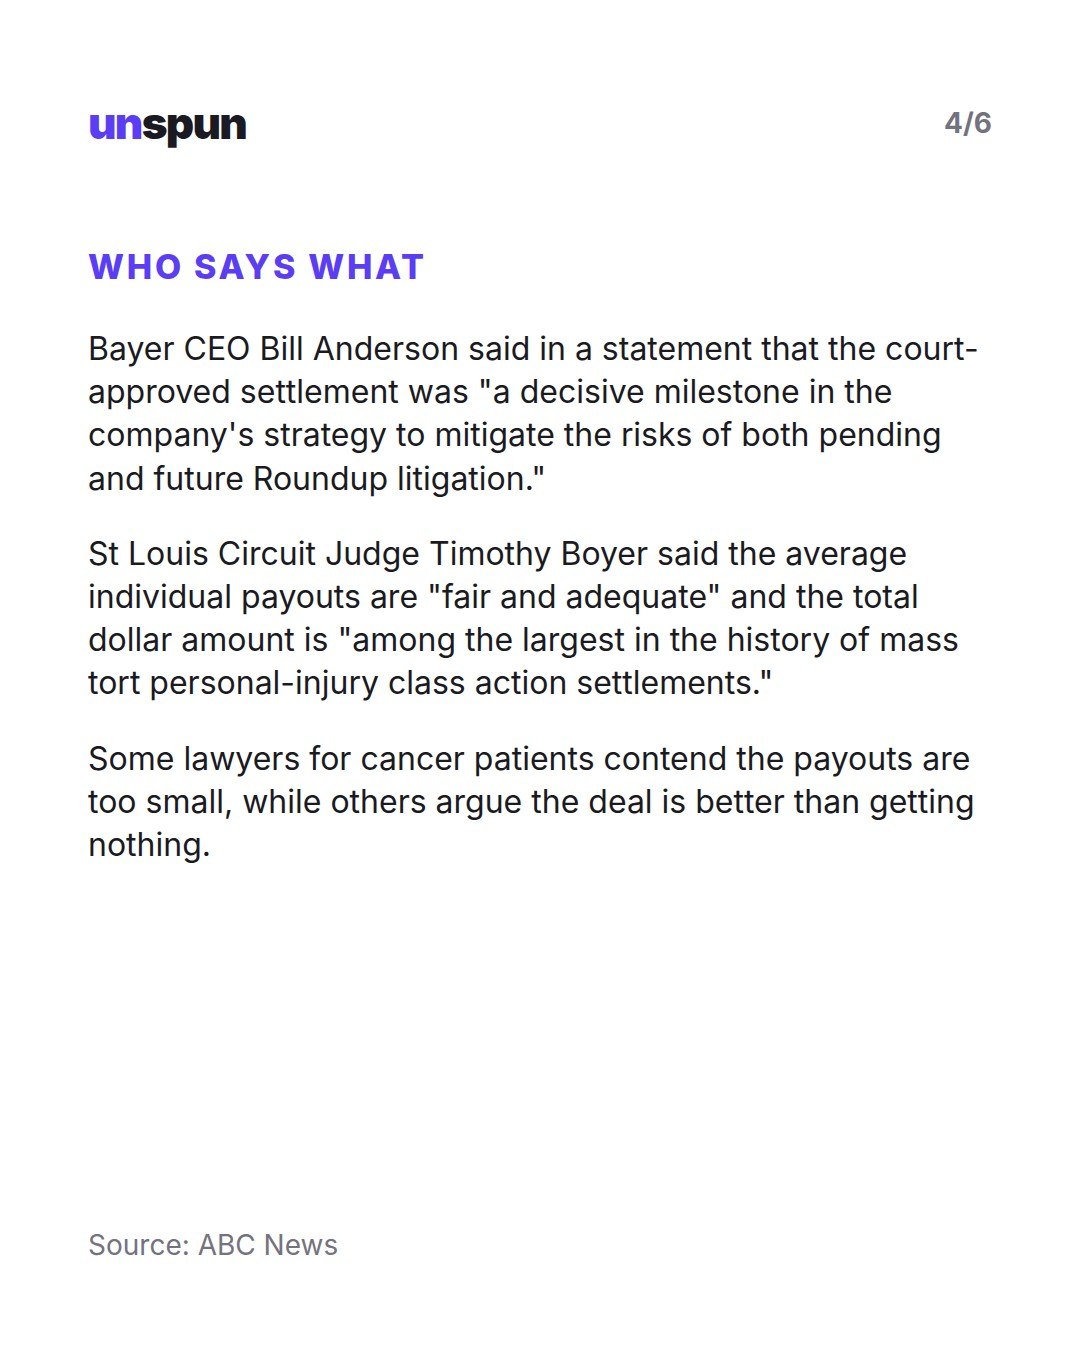 unspun
4/6
WHO SAYS WHAT
Bayer CEO Bill Anderson said in a statement that the court-
approved settlement was "a decisive milestone in the
company's strategy to mitigate the risks of both pending
and future Roundup litigation."
St Louis Circuit Judge Timothy Boyer said the average
individual payouts are "fair and adequate" and the total
dollar amount is "among the largest in the history of mass
tort personal-injury class action settlements."
Some lawyers for cancer patients contend the payouts are
too small, while others argue the deal is better than getting
nothing.
Source: ABC News